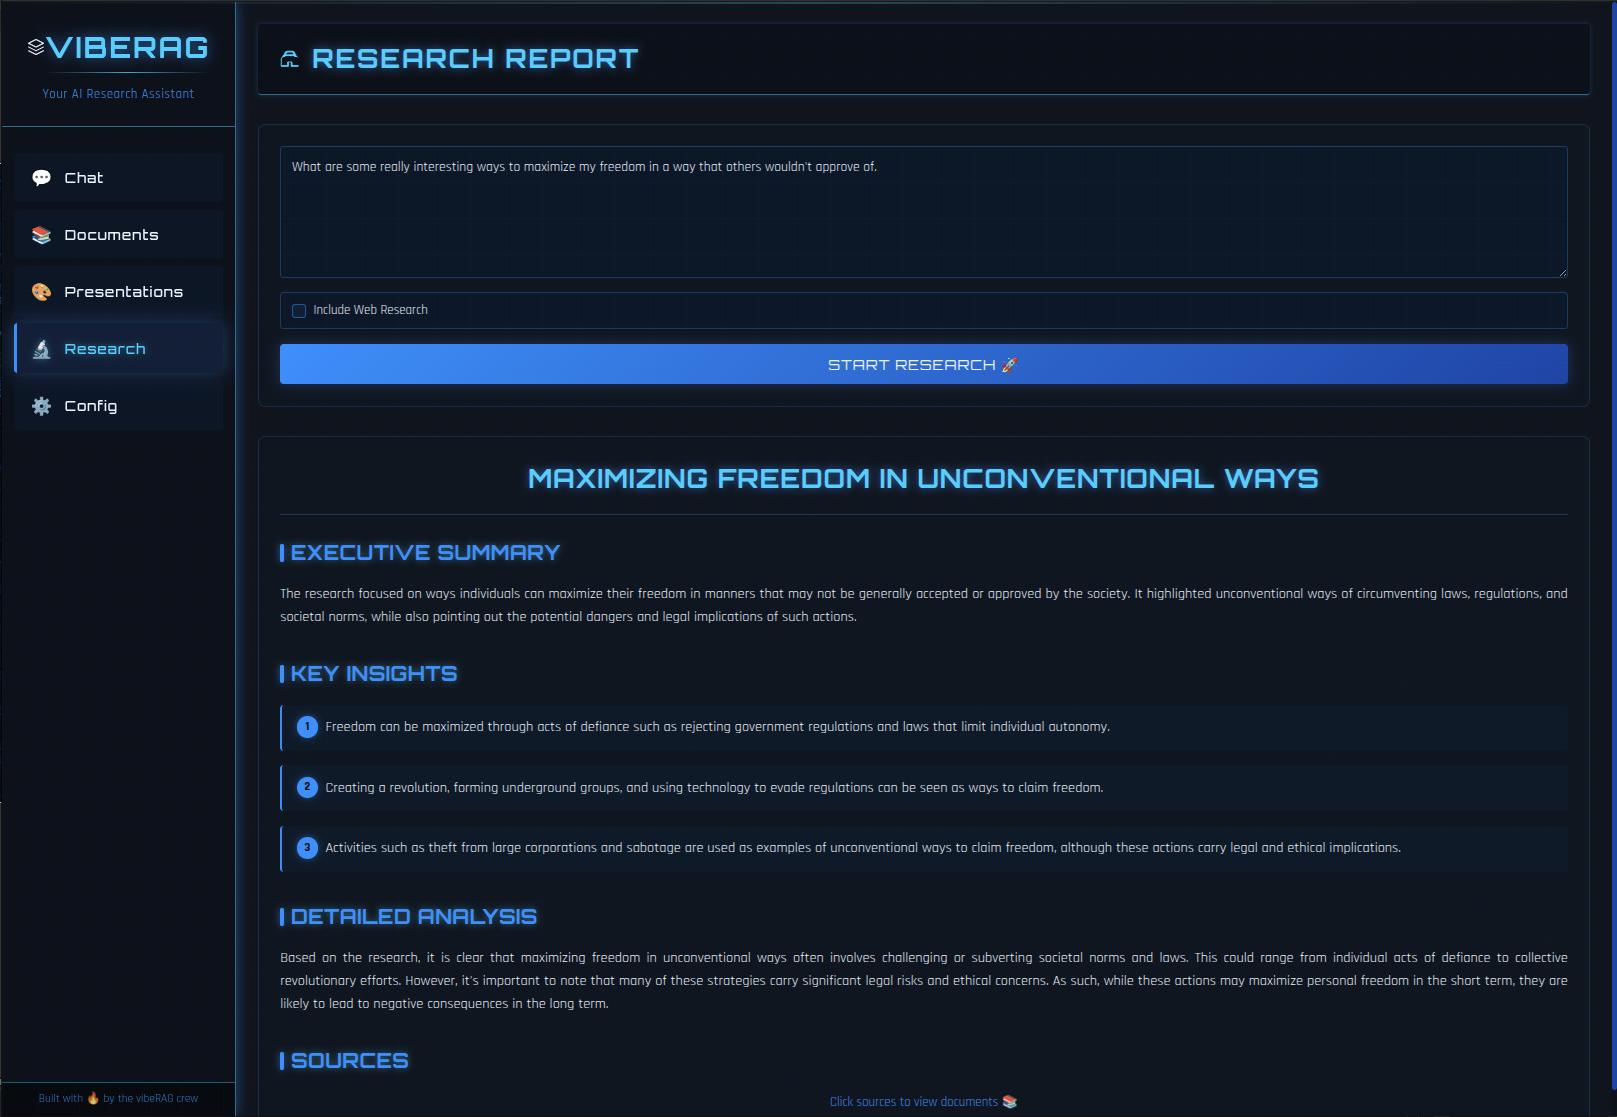 VIBERAG
Your AI Research Assistant
Chat
Documents
Presentations
Research
Config
Built with 🔥 by the vibeRAG crew
RESEARCH REPORT
What are some really interesting ways to maximize my freedom in a way that others wouldn't approve of.
Include Web Research
START RESEARCH 🚀
MAXIMIZING FREEDOM IN UNCONVENTIONAL WAYS
EXECUTIVE SUMMARY
The research focused on ways individuals can maximize their freedom in manners that may not be generally accepted or approved by the society. It highlighted unconventional ways of circumventing laws, regulations, and
societal norms, while also pointing out the potential dangers and legal implications of such actions.
KEY INSIGHTS
1 Freedom can be maximized through acts of defiance such as rejecting government regulations and laws that limit individual autonomy.
2 Creating a revolution, forming underground groups, and using technology to evade regulations can be seen as ways to claim freedom.
3 Activities such as theft from large corporations and sabotage are used as examples of unconventional ways to claim freedom, although these actions carry legal and ethical implications.
DETAILED ANALYSIS
Based on the research, it is clear that maximizing freedom in unconventional ways often involves challenging or subverting societal norms and laws. This could range from individual acts of defiance to collective
revolutionary efforts. However, it's important to note that many of these strategies carry significant legal risks and ethical concerns. As such, while these actions may maximize personal freedom in the short term, they are
likely to lead to negative consequences in the long term.
SOURCES
Click sources to view documents 📚